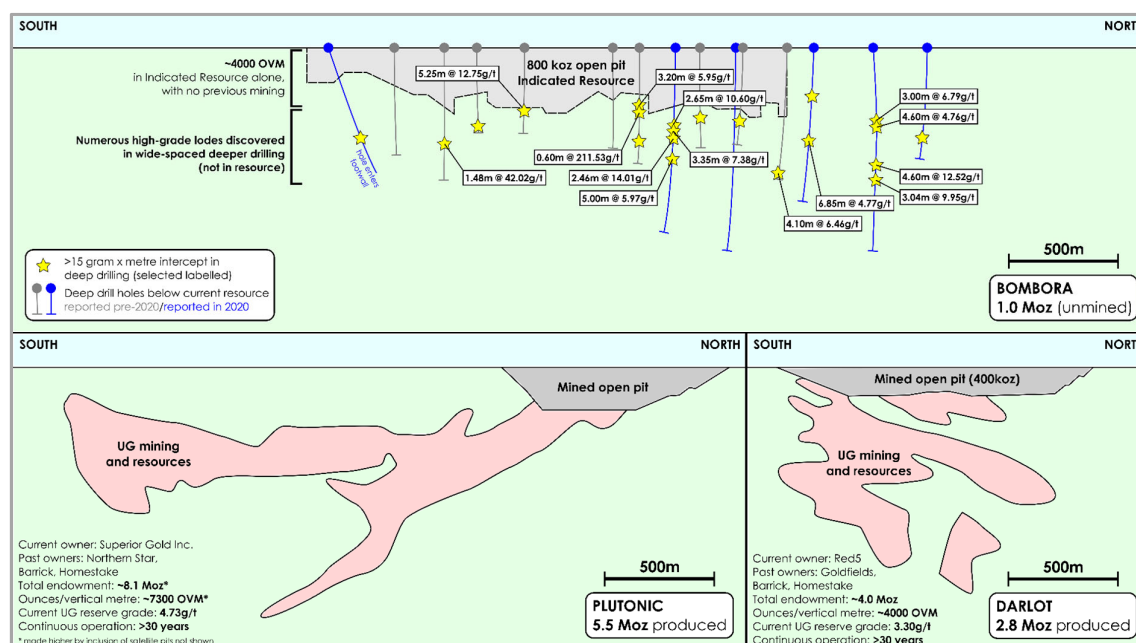 SOUTH
NORT
~4000 OVM
in Indicated Resource alone,
with no previous mining
Numerous high-grade lodes discovered
in wide-spaced deeper drilling
(not in resource)
800 koz open pit
Indicated Resource
5.25m @ 12.75g/t
3.20m @ 5.95g/t
2.65m @ 10.60g/t
3.00m @ 6.79g/t
4.60m @ 4.76g/t
0.60m @ 211.53g/t
3.35m @ 7.38g/t
hole enters
footwall
1.48m @ 42.02g/t
2.46m @ 14.01g/t
4.60m @ 12.52g/t
5.00m @ 5.97g/t
6.85m @ 4.77g/t
3.04m @ 9.95g/t
4.10m @ 6.46g/t
>15 gram x metre intercept in
deep drilling (selected labelled)
Deep drill holes below current resource
reported pre-2020/reported in 2020
500m
BOMBORA
1.0 Moz (unmined)
SOUTH
NORTH
Mined open pit
UG mining
and resources
Current owner: Superior Gold Inc.
Past owners: Northern Star,
Barrick, Homestake
Total endowment: ~8.1 Moz*
Ounces/vertical metre: ~7300 OVM*
Current UG reserve grade: 4.73g/t
Continuous operation: >30 years
* made higher by inclusion of satellite pits not shown
500m
PLUTONIC
5.5 Moz produced
SOUTH
NORT
Mined open pit (400koz)
UG mining
and resources
Current owner: Red5
Past owners: Goldfields,
Barrick, Homestake
Total endowment: ~4.0 Moz
Ounces/vertical metre: ~4000 OVM
Current UG reserve grade: 3.30g/t
Continuous operation: >30 years
500m
DARLOT
2.8 Moz produced